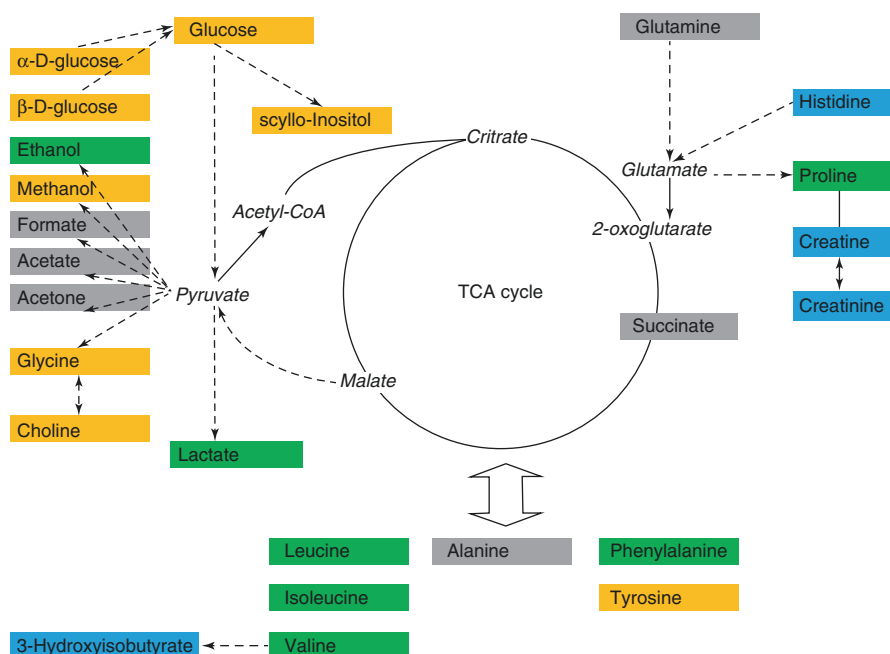 Glucose
α-D-glucose
β-D-glucose
scyllo-Inositol
Ethanol
Methanol
Formate
Acetate
Acetone
Glycine
Choline
Acetyl-CoA
Pyruvate
Lactate
Critrate
TCA cycle
Malate
Glutamine
Glutamate
2-oxoglutarate
Succinate
Histidine
Proline
Creatine
Creatinine
Leucine
Alanine
Phenylalanine
Isoleucine
Tyrosine
3-Hydroxyisobutyrate
Valine